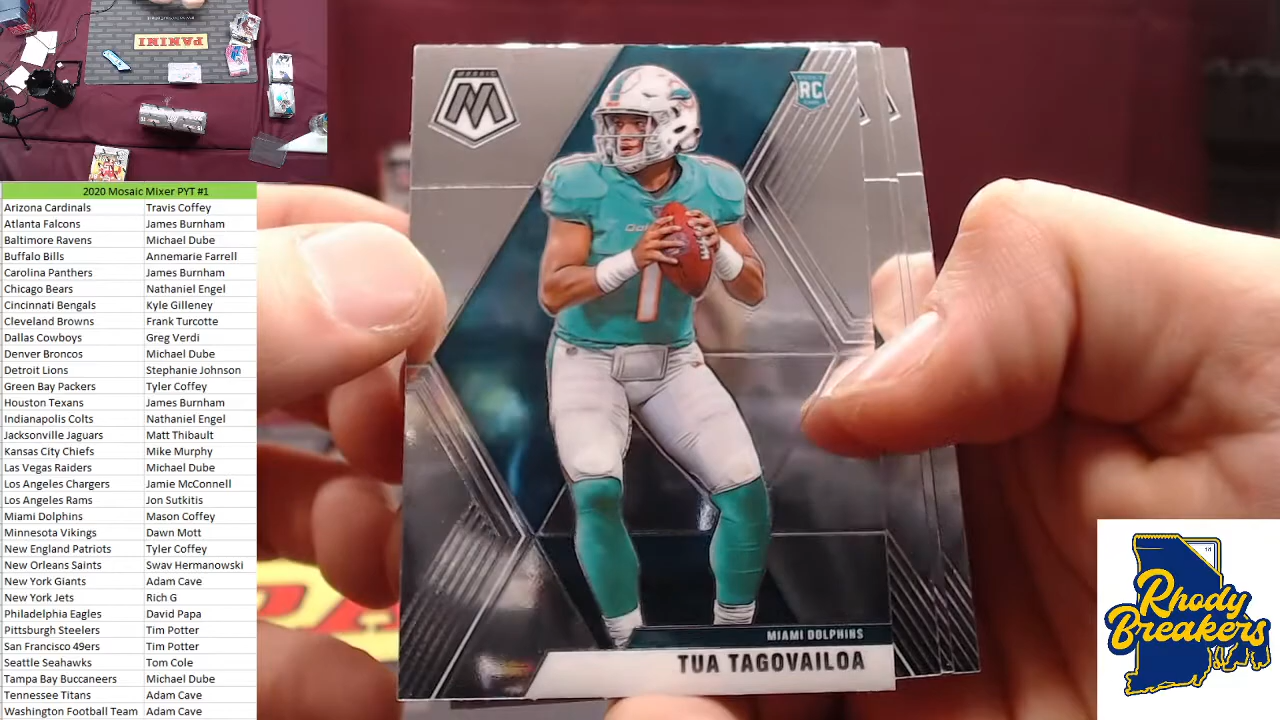 PANINI
2020 Mosaic Mixer PYT #1
Arizona Cardinals Travis Coffey
Atlanta Falcons James Burnham
Baltimore Ravens Michael Dube
Buffalo Bills Annemarie Farrell
Carolina Panthers James Burnham
Chicago Bears Nathaniel Engel
Cincinnati Bengals Kyle Gilleney
Cleveland Browns Frank Turcotte
Dallas Cowboys Greg Verdi
Denver Broncos Michael Dube
Detroit Lions Stephanie Johnson
Green Bay Packers Tyler Coffey
Houston Texans James Burnham
Indianapolis Colts Nathaniel Engel
Jacksonville Jaguars Matt Thibault
Kansas City Chiefs Mike Murphy
Las Vegas Raiders Michael Dube
Los Angeles Chargers Jamie McConnell
Los Angeles Rams Jon Sutkitis
Miami Dolphins Mason Coffey
Minnesota Vikings Dawn Mott
New England Patriots Tyler Coffey
New Orleans Saints Swav Hermanowski
New York Giants Adam Cave
New York Jets Rich G
Philadelphia Eagles David Papa
Pittsburgh Steelers Tim Potter
San Francisco 49ers Tim Potter
Seattle Seahawks Tom Cole
Tampa Bay Buccaneers Michael Dube
Tennessee Titans Adam Cave
Washington Football Team Adam Cave
MOSAIC
M
RC
1
MIAMI DOLPHINS
TUA TAGOVAILOA
Rhody
Breakers